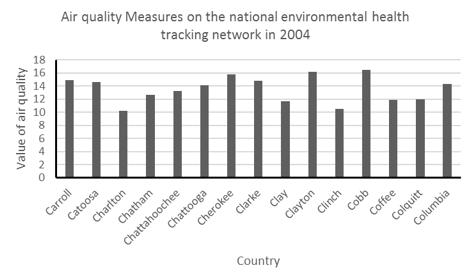 Air quality Measures on the national environmental health
tracking network in 2004
Value of air quality
18
16
14
12
10
8
6
4
2
0
Carroll
Catoosa
Charlton
Chatham
Chattahoochee
Chattooga
Cherokee
Clarke
Clay
Clayton
Clinch
Cobb
Coffee
Colquitt
Columbia
Country